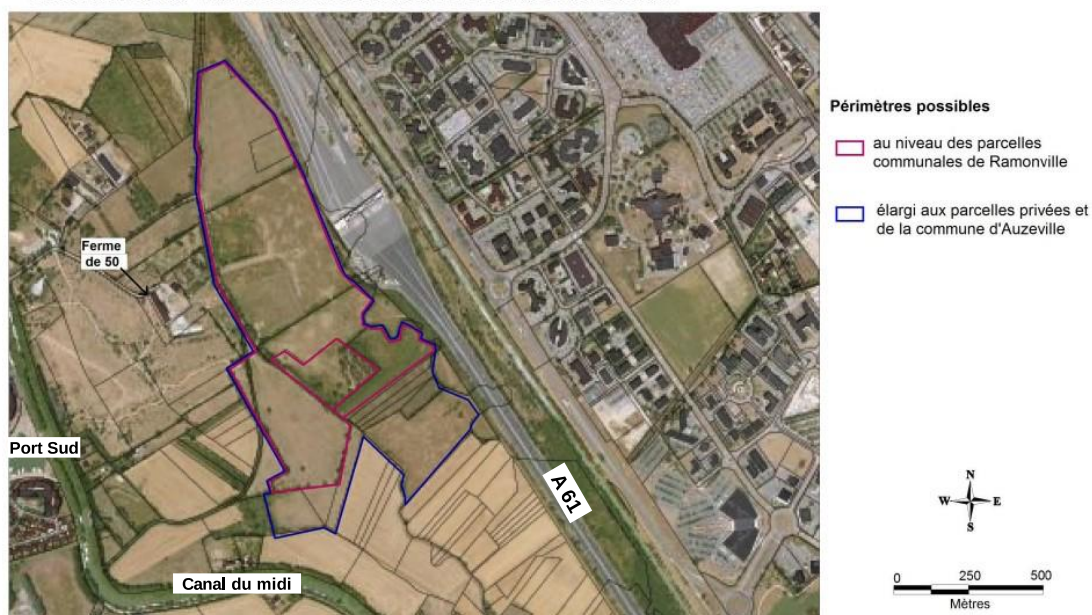 Périmètres possibles
au niveau des parcelles
communales de Ramonville
élargi aux parcelles privées et
de la commune d'Auzeville
Ferme
de 50
Port Sud
A 61
Canal du midi
N
W E
S
0 250 500
Mètres